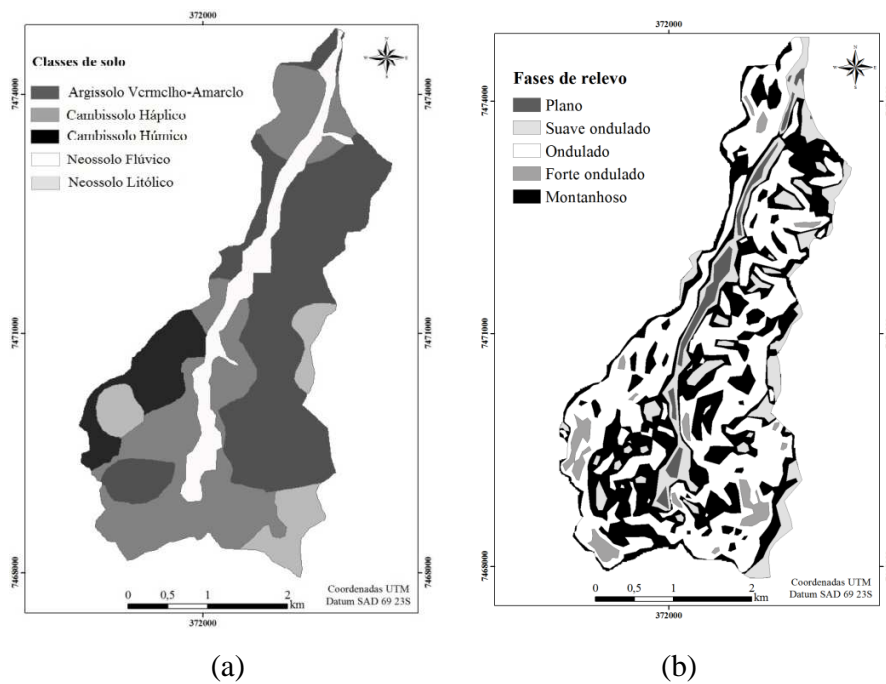 372000
Classes de solo
Argissolo Vermelho-Amarelo
Cambissolo Háplico
Cambissolo Húmico
Neossolo Flúvico
Neossolo Litólico
7474000
7474000
7471000
7471000
7468000
7468000
0 0,5 1 2
km
Coordenadas UTM
Datum SAD 69 23S
372000
(a)
372000
Fases de relevo
Plano
Suave ondulado
Ondulado
Forte ondulado
Montanhoso
7474000
7471000
7468000
0 0,5 1 2
km
Coordenadas UTM
Datum SAD 69 23S
372000
(b)